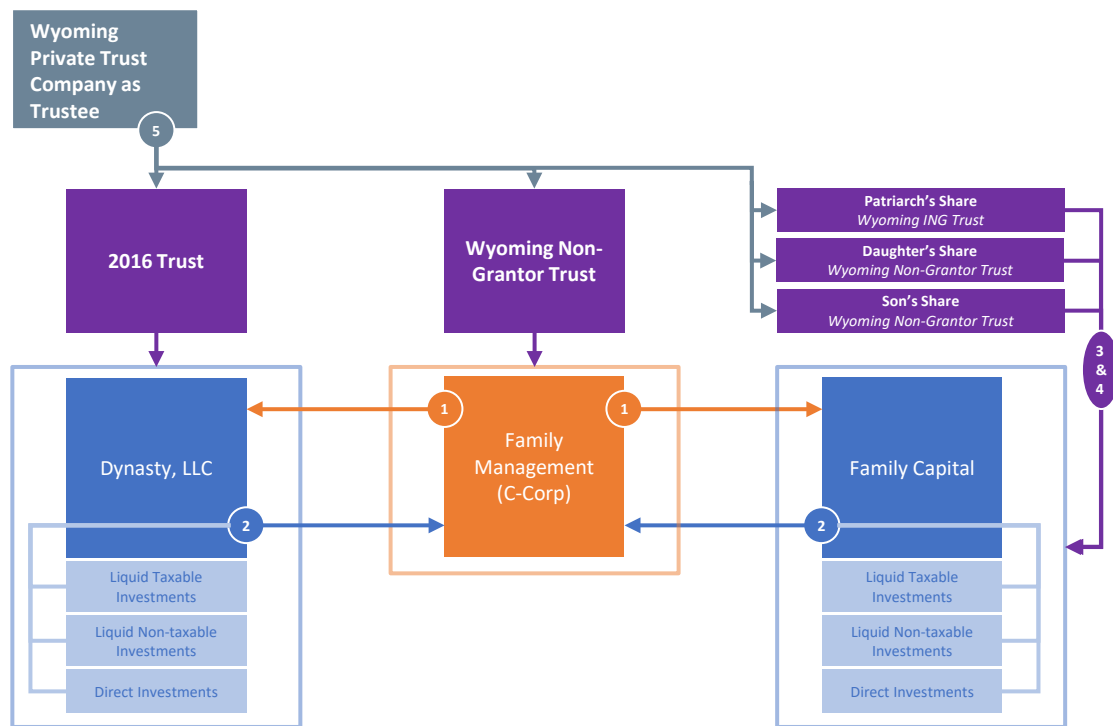 Wyoming
Private Trust
Company as
Trustee
5
2016 Trust
Wyoming Non-
Grantor Trust
Patriarch's Share
Wyoming ING Trust
Daughter's Share
Wyoming Non-Grantor Trust
Son's Share
Wyoming Non-Grantor Trust
3
&
4
Dynasty, LLC
1
Family
Management
(C-Corp)
1
Family Capital
2
2
Liquid Taxable
Investments
Liquid Non-taxable
Investments
Direct Investments
Liquid Taxable
Investments
Liquid Non-taxable
Investments
Direct Investments